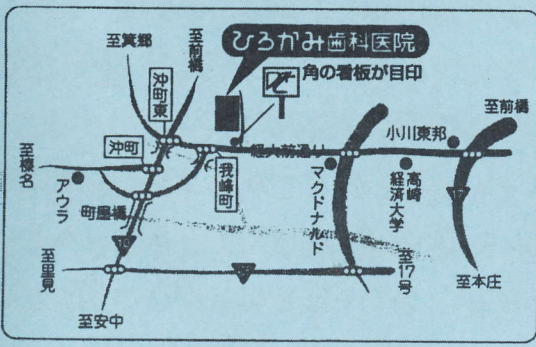 ひろかみ歯科医院
角の看板が目印
至箕郷
至前橋
沖町東
沖町
至榛名
アウラ
町屋橋
我峰町
経大前通り
マクドナルド
高崎経済大学
小川東邦
至前橋
17
至里見
至安中
至17号
至本庄